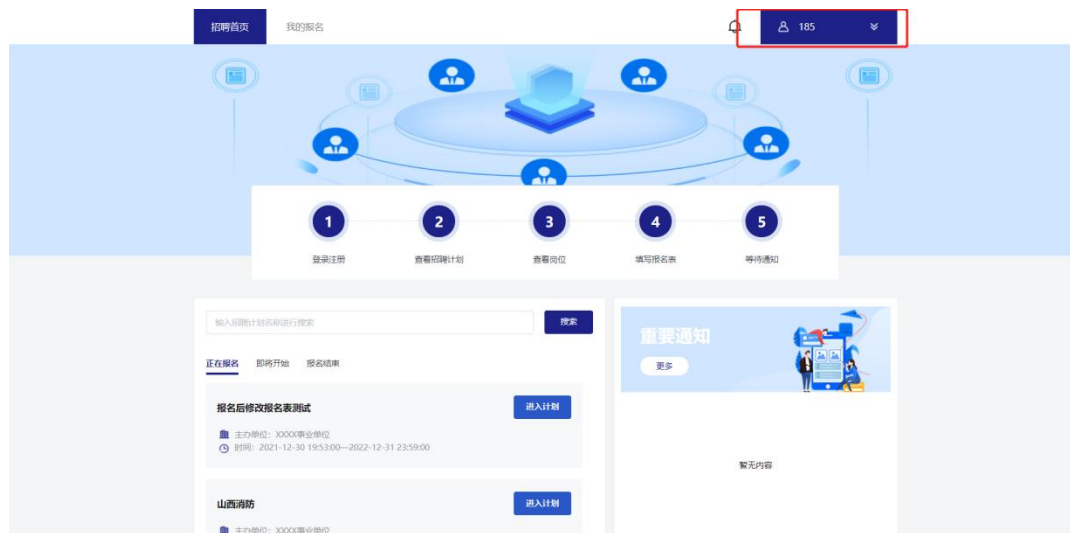 招聘首页
我的报名
185
1
2
3
4
5
登录注册
查看招聘计划
查看岗位
填写报名表
等待通知
输入招聘计划名称进行搜索
搜索
正在报名
即将开始
报名结束
报名后修改报名表测试
进入计划
主办单位：XXXX事业单位
时间：2021-12-30 19:53:00—2022-12-31 23:59:00
山西消防
进入计划
主办单位：XXXX事业单位
重要通知
更多
暂无内容